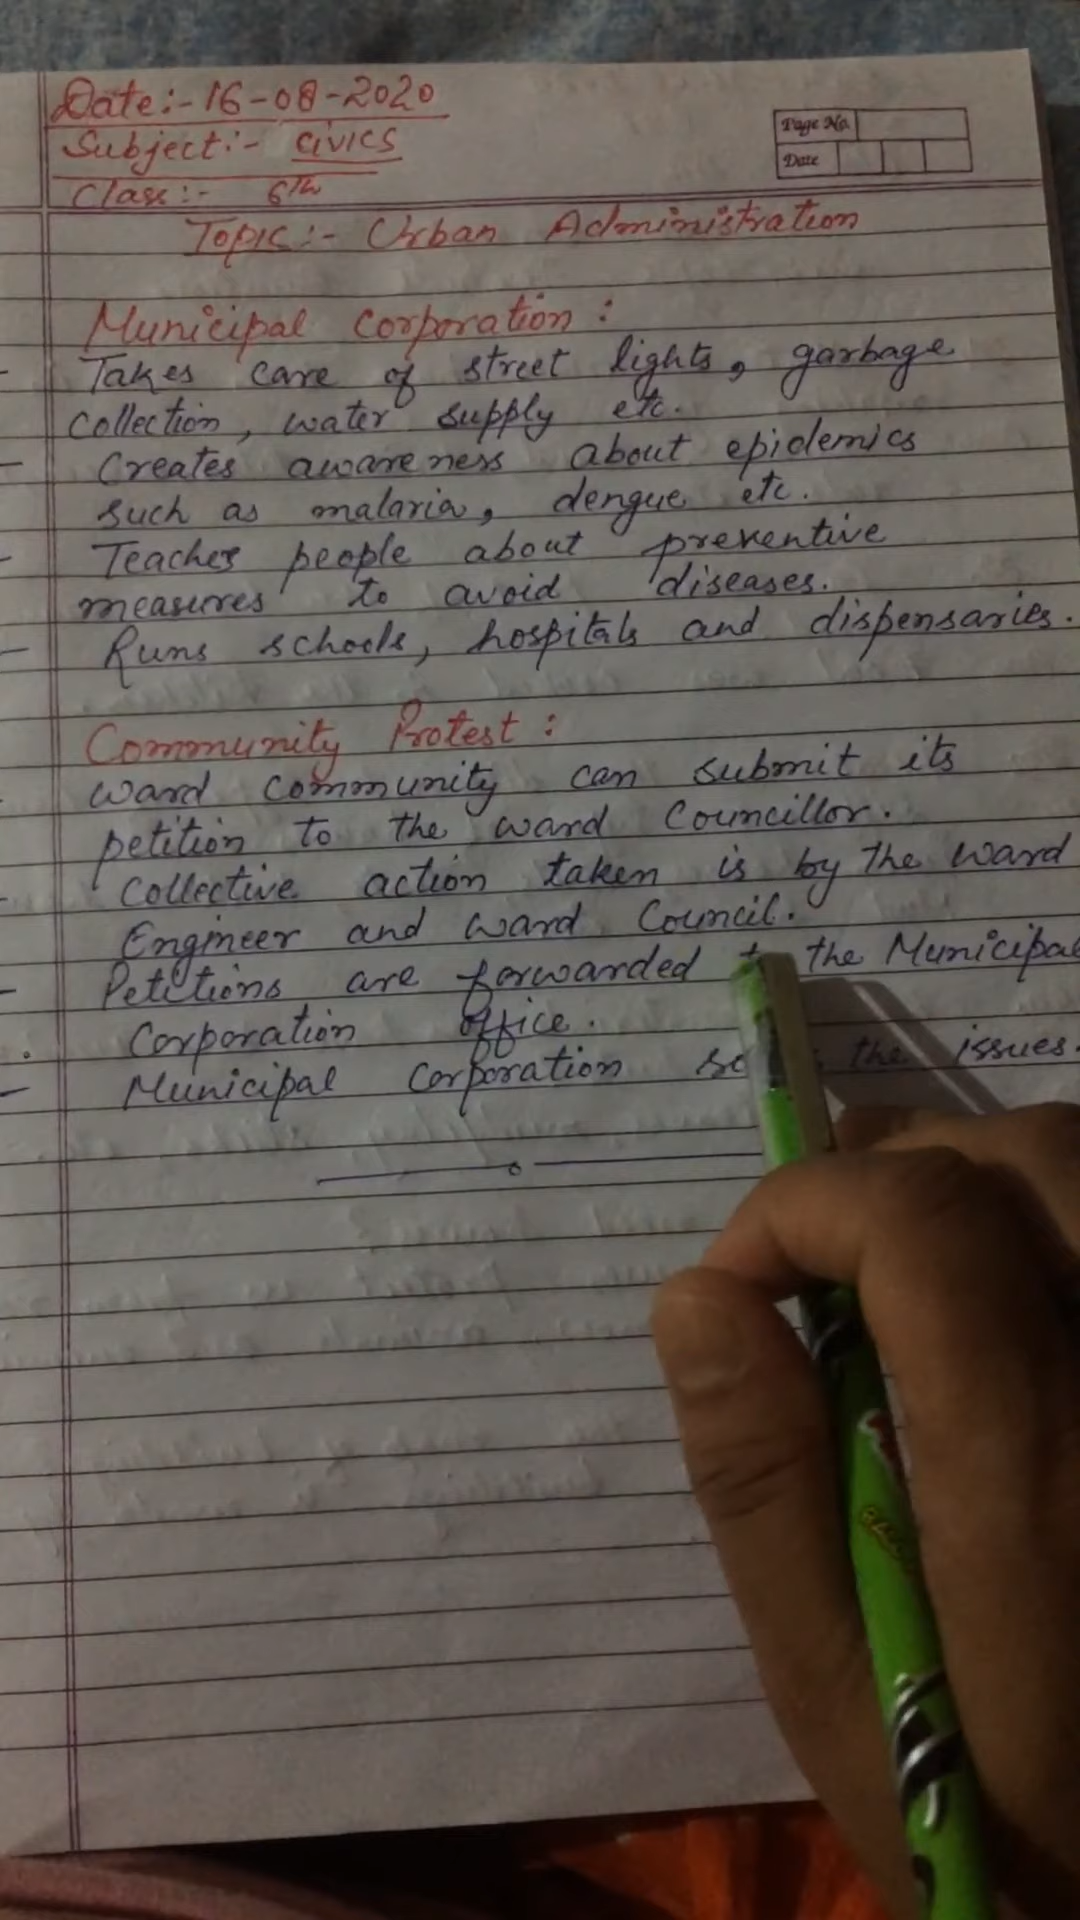 Date:- 16-08-2020
Subject:- Civics
Class:- 6th
Page No.
Date
Topic:- Urban Administration
Municipal Corporation:
- Takes care of street lights, garbage
collection, water supply etc.
- Creates awareness about epidemics
such as malaria, dengue etc.
- Teaches people about preventive
measures to avoid diseases.
- Runs schools, hospitals and dispensaries.
Community Protest:
- Ward community can submit its
petition to the ward Councillor.
- Collective action taken is by the ward
Engineer and ward Council.
- Petitions are forwarded the Municipal
Corporation office.
- Municipal Corporation the issues.